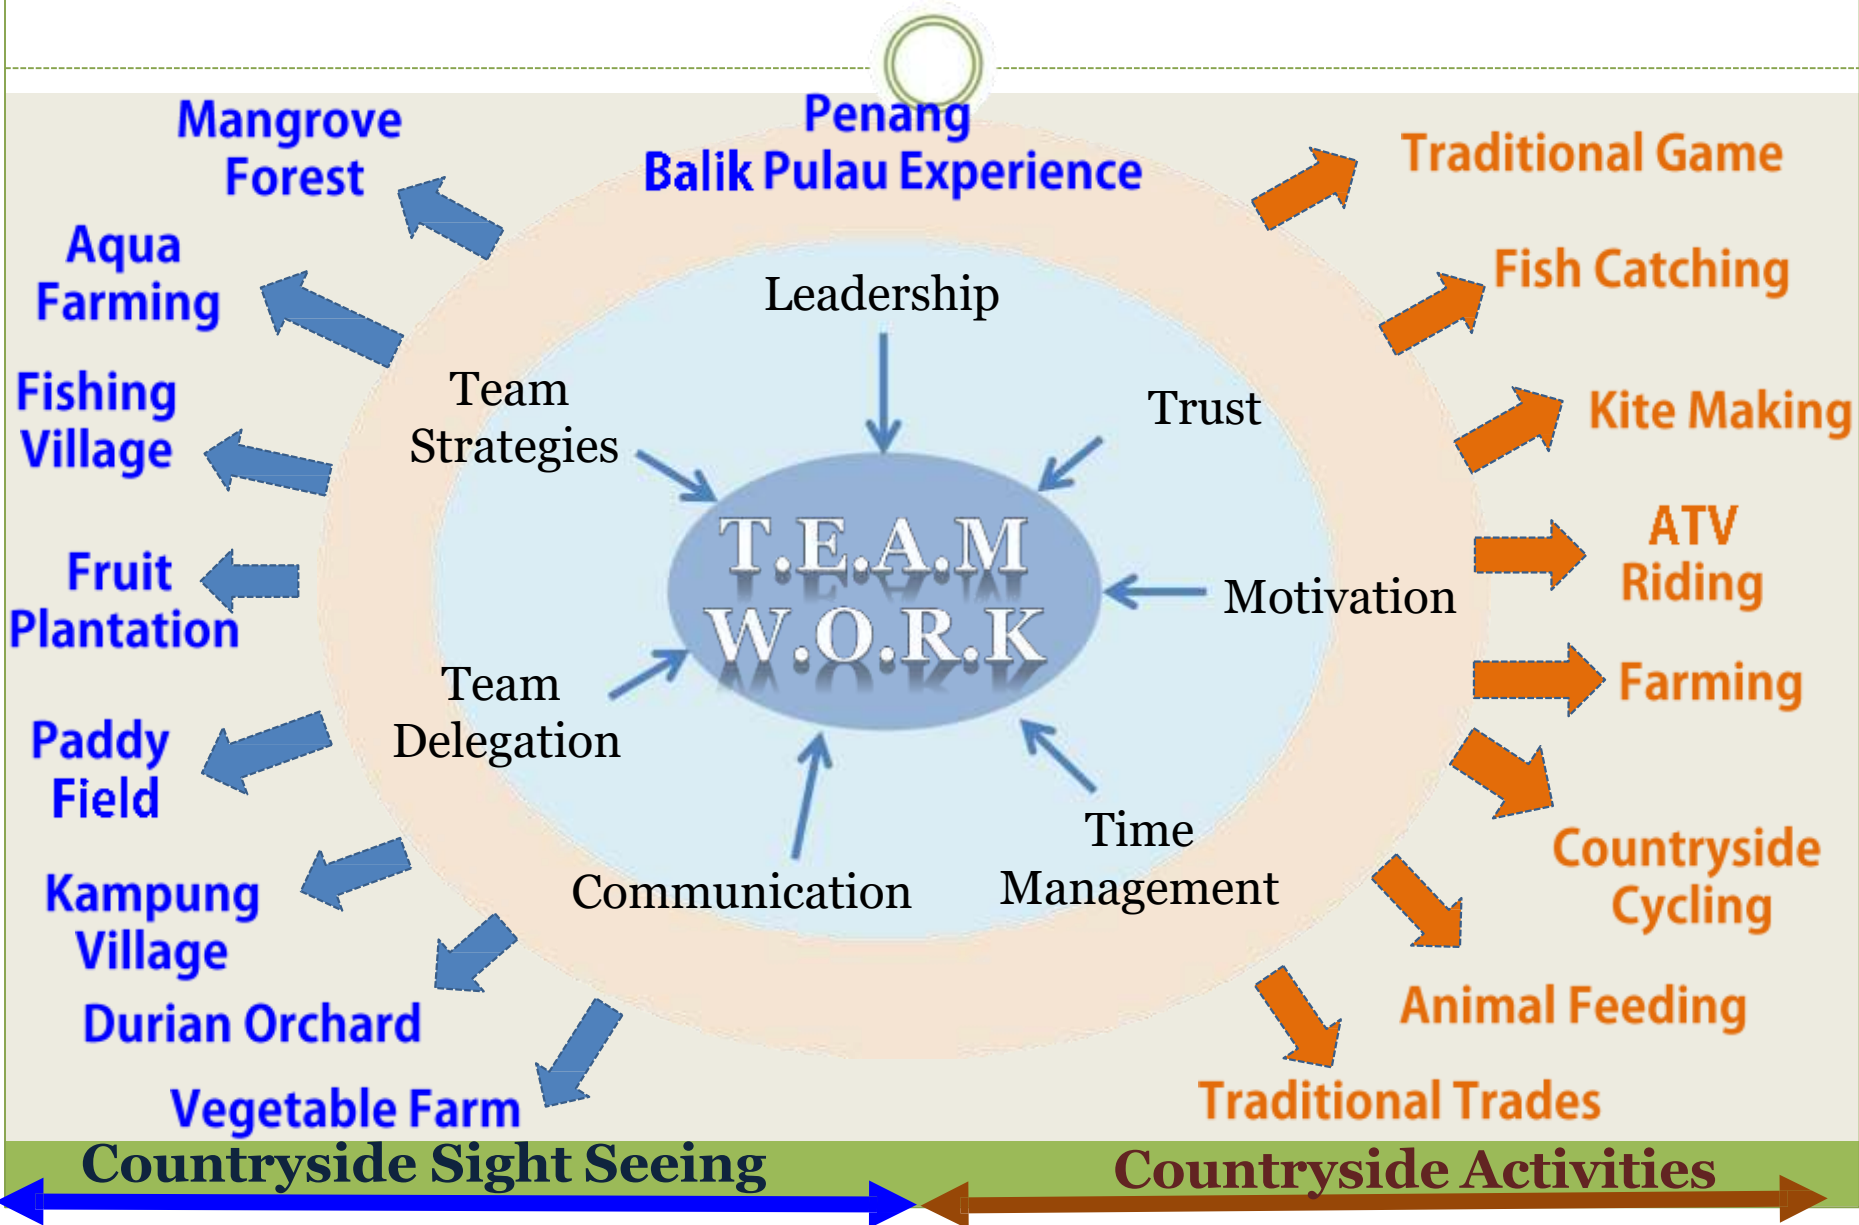 Penang
Balik Pulau Experience
Mangrove
Forest
Aqua
Farming
Fishing
Village
Fruit
Plantation
Paddy
Field
Kampung
Village
Durian Orchard
Vegetable Farm
Leadership
Team
Strategies
Trust
T.E.A.M
W.O.R.K
Motivation
Team
Delegation
Communication
Time
Management
Traditional Game
Fish Catching
Kite Making
ATV
Riding
Farming
Countryside
Cycling
Animal Feeding
Traditional Trades
Countryside Sight Seeing
Countryside Activities